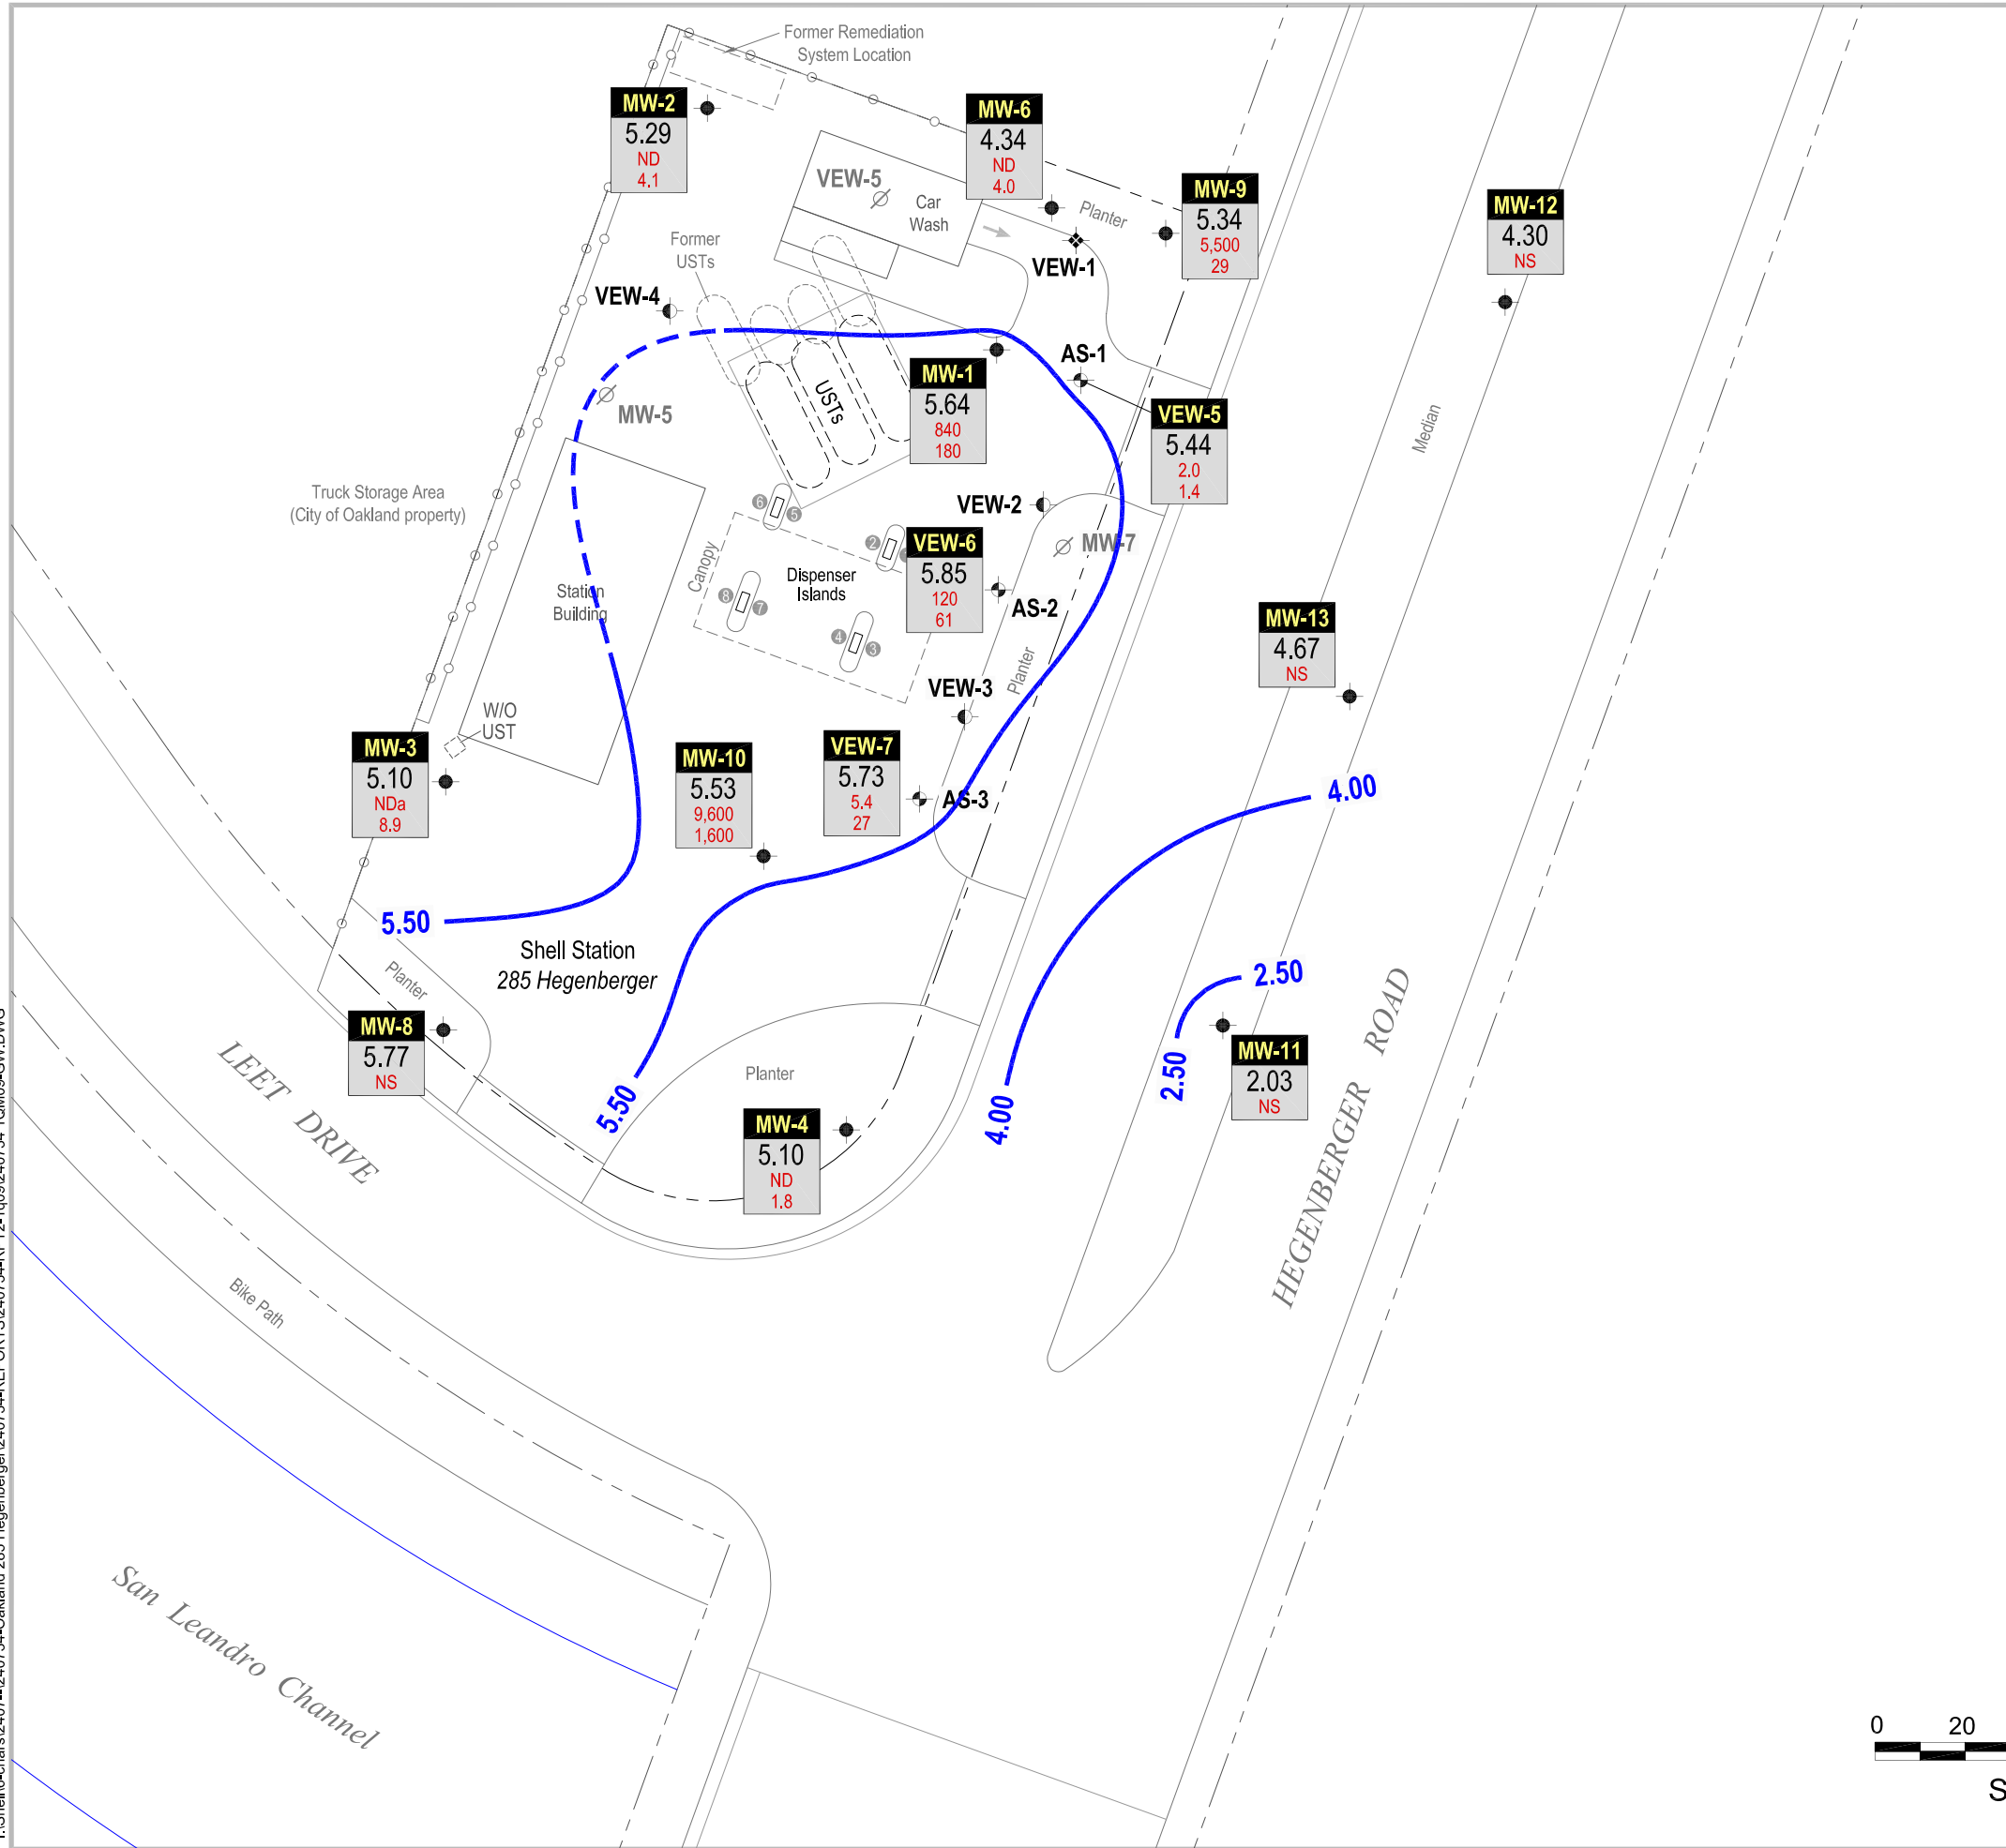 Former Remediation
System Location
MW-2
5.29
ND
4.1
MW-6
4.34
ND
4.0
MW-9
5.34
5,500
29
MW-12
4.30
NS
VEW-5
Car
Wash
Planter
VEW-1
Former
USTs
VEW-4
AS-1
MW-1
5.64
840
180
USTs
MW-5
VEW-5
5.44
2.0
1.4
Median
Truck Storage Area
(City of Oakland property)
6
5
VEW-2
MW-7
2
VEW-6
5.85
120
61
Canopy
Dispenser
Islands
8
7
4
3
AS-2
Station
Building
MW-13
4.67
NS
Planter
VEW-3
W/O
UST
MW-3
5.10
NDa
8.9
MW-10
5.53
9,600
1,600
VEW-7
5.73
5.4
27
AS-3
4.00
5.50
Shell Station
285 Hegenberger
Planter
2.50
MW-8
5.77
NS
LEET DRIVE
Planter
5.50
4.00
2.50
MW-11
2.03
NS
HEGENBERGER ROAD
MW-4
5.10
ND
1.8
Bike Path
San Leandro Channel
0 20
S